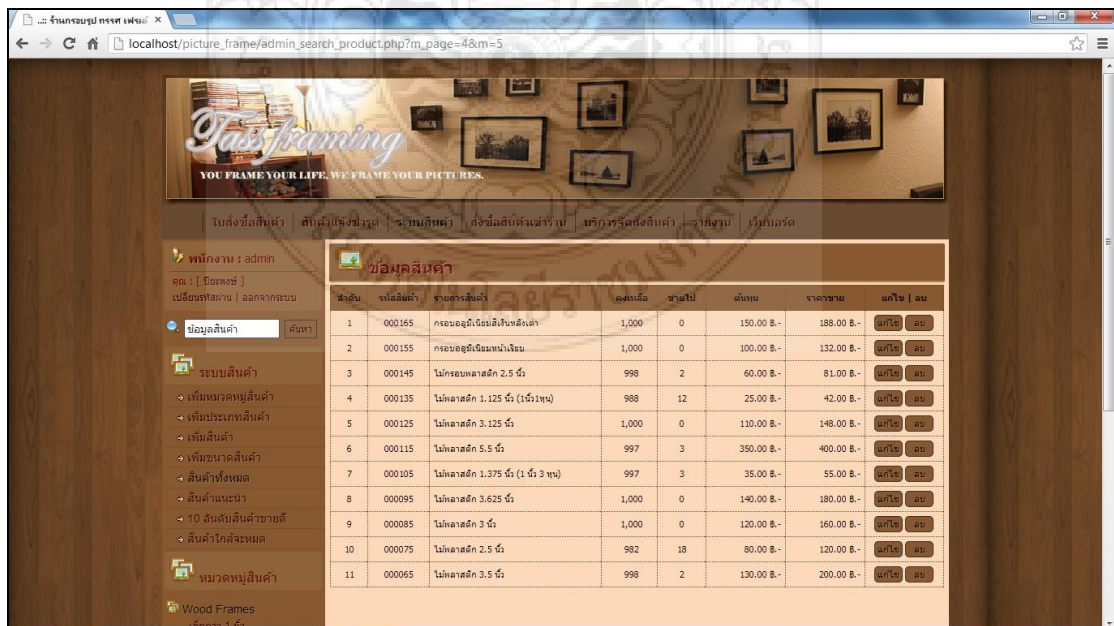 ..:: ร้านกรอบรูป ทรรศ เฟรม
localhost/picture_frame/admin_search_product.php?m_page=4&m=5
Tass framing
YOU FRAME YOUR LIFE, WE FRAME YOUR PICTURES.
ใบสั่งซื้อสินค้า | สินค้าแจ้งชำรุด | ระบบสินค้า | สั่งซื้อสินค้าเข้าร้าน | บริการจัดส่งสินค้า | รายงาน | เว็บบอร์ด
พนักงาน : admin
คุณ : [ ปิยพงษ์ ]
เปลี่ยนรหัสผ่าน | ออกจากระบบ
ข้อมูลสินค้า ค้นหา
ระบบสินค้า
เพิ่มหมวดหมู่สินค้า
เพิ่มประเภทสินค้า
เพิ่มสินค้า
เพิ่มขนาดสินค้า
สินค้าทั้งหมด
สินค้าแนะนำ
10 อันดับสินค้าขายดี
สินค้าใกล้จะหมด
หมวดหมู่สินค้า
Wood Frames
เล็กกว่า 1 นิ้ว
ข้อมูลสินค้า
ลำดับ รหัสสินค้า รายการสินค้า คงเหลือ ขายไป ต้นทุน ราคาขาย แก้ไข | ลบ
1 000165 กรอบอลูมิเนียมสีเงินหลังเต่า 1,000 0 150.00 ฿.- 188.00 ฿.- แก้ไข ลบ
2 000155 กรอบอลูมิเนียมหน้าเรียบ 1,000 0 100.00 ฿.- 132.00 ฿.- แก้ไข ลบ
3 000145 ไม้กรอบพลาสติก 2.5 นิ้ว 998 2 60.00 ฿.- 81.00 ฿.- แก้ไข ลบ
4 000135 ไม้พลาสติก 1.125 นิ้ว (1นิ้ว1หุน) 988 12 25.00 ฿.- 42.00 ฿.- แก้ไข ลบ
5 000125 ไม้พลาสติก 3.125 นิ้ว 1,000 0 110.00 ฿.- 148.00 ฿.- แก้ไข ลบ
6 000115 ไม้พลาสติก 5.5 นิ้ว 997 3 350.00 ฿.- 400.00 ฿.- แก้ไข ลบ
7 000105 ไม้พลาสติก 1.375 นิ้ว (1 นิ้ว 3 หุน) 997 3 35.00 ฿.- 55.00 ฿.- แก้ไข ลบ
8 000095 ไม้พลาสติก 3.625 นิ้ว 1,000 0 140.00 ฿.- 180.00 ฿.- แก้ไข ลบ
9 000085 ไม้พลาสติก 3 นิ้ว 1,000 0 120.00 ฿.- 160.00 ฿.- แก้ไข ลบ
10 000075 ไม้พลาสติก 2.5 นิ้ว 982 18 80.00 ฿.- 120.00 ฿.- แก้ไข ลบ
11 000065 ไม้พลาสติก 3.5 นิ้ว 998 2 130.00 ฿.- 200.00 ฿.- แก้ไข ลบ